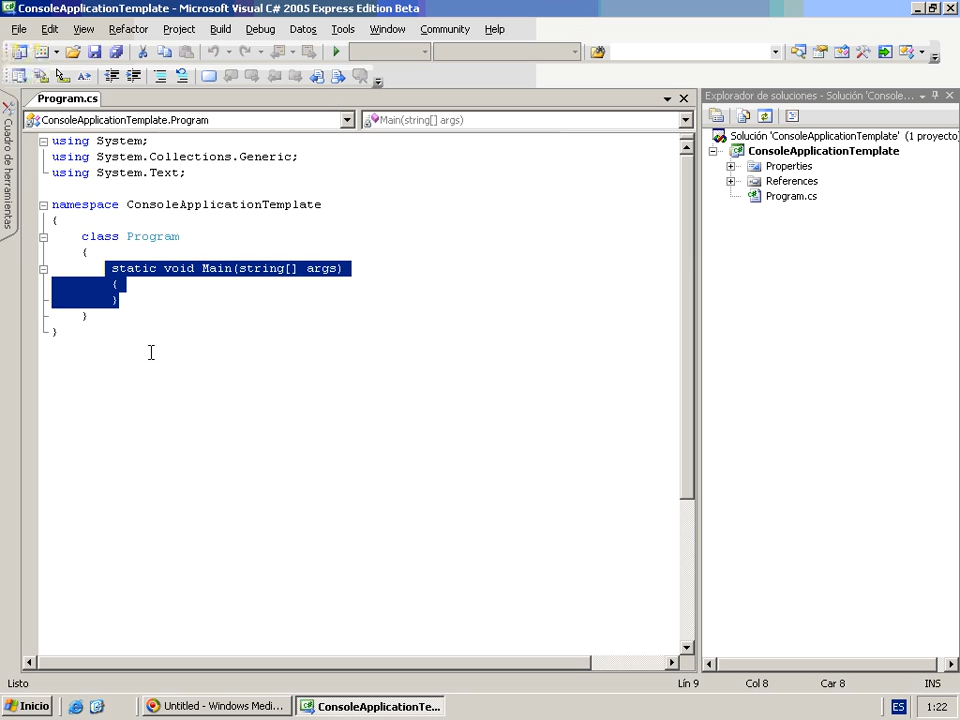 ConsoleApplicationTemplate - Microsoft Visual C# 2005 Express Edition Beta
File Edit View Refactory Project Build Debug Datos Tools Window Community Help
Program.cs
Explorador de soluciones - Solución 'Console...
ConsoleApplicationTemplate.Program
Main(string[] args)
Cuadro de herramientas
using System;
using System.Collections.Generic;
using System.Text;
namespace ConsoleApplicationTemplate
{
class Program
{
static void Main(string[] args)
{
}
}
}
Solución 'ConsoleApplicationTemplate' (1 proyecto)
ConsoleApplicationTemplate
Properties
References
Program.cs
Listo
Lín 9
Col 8
Car 8
INS
Inicio
Untitled - Windows Medi...
ConsoleApplicationTe...
ES
1:22